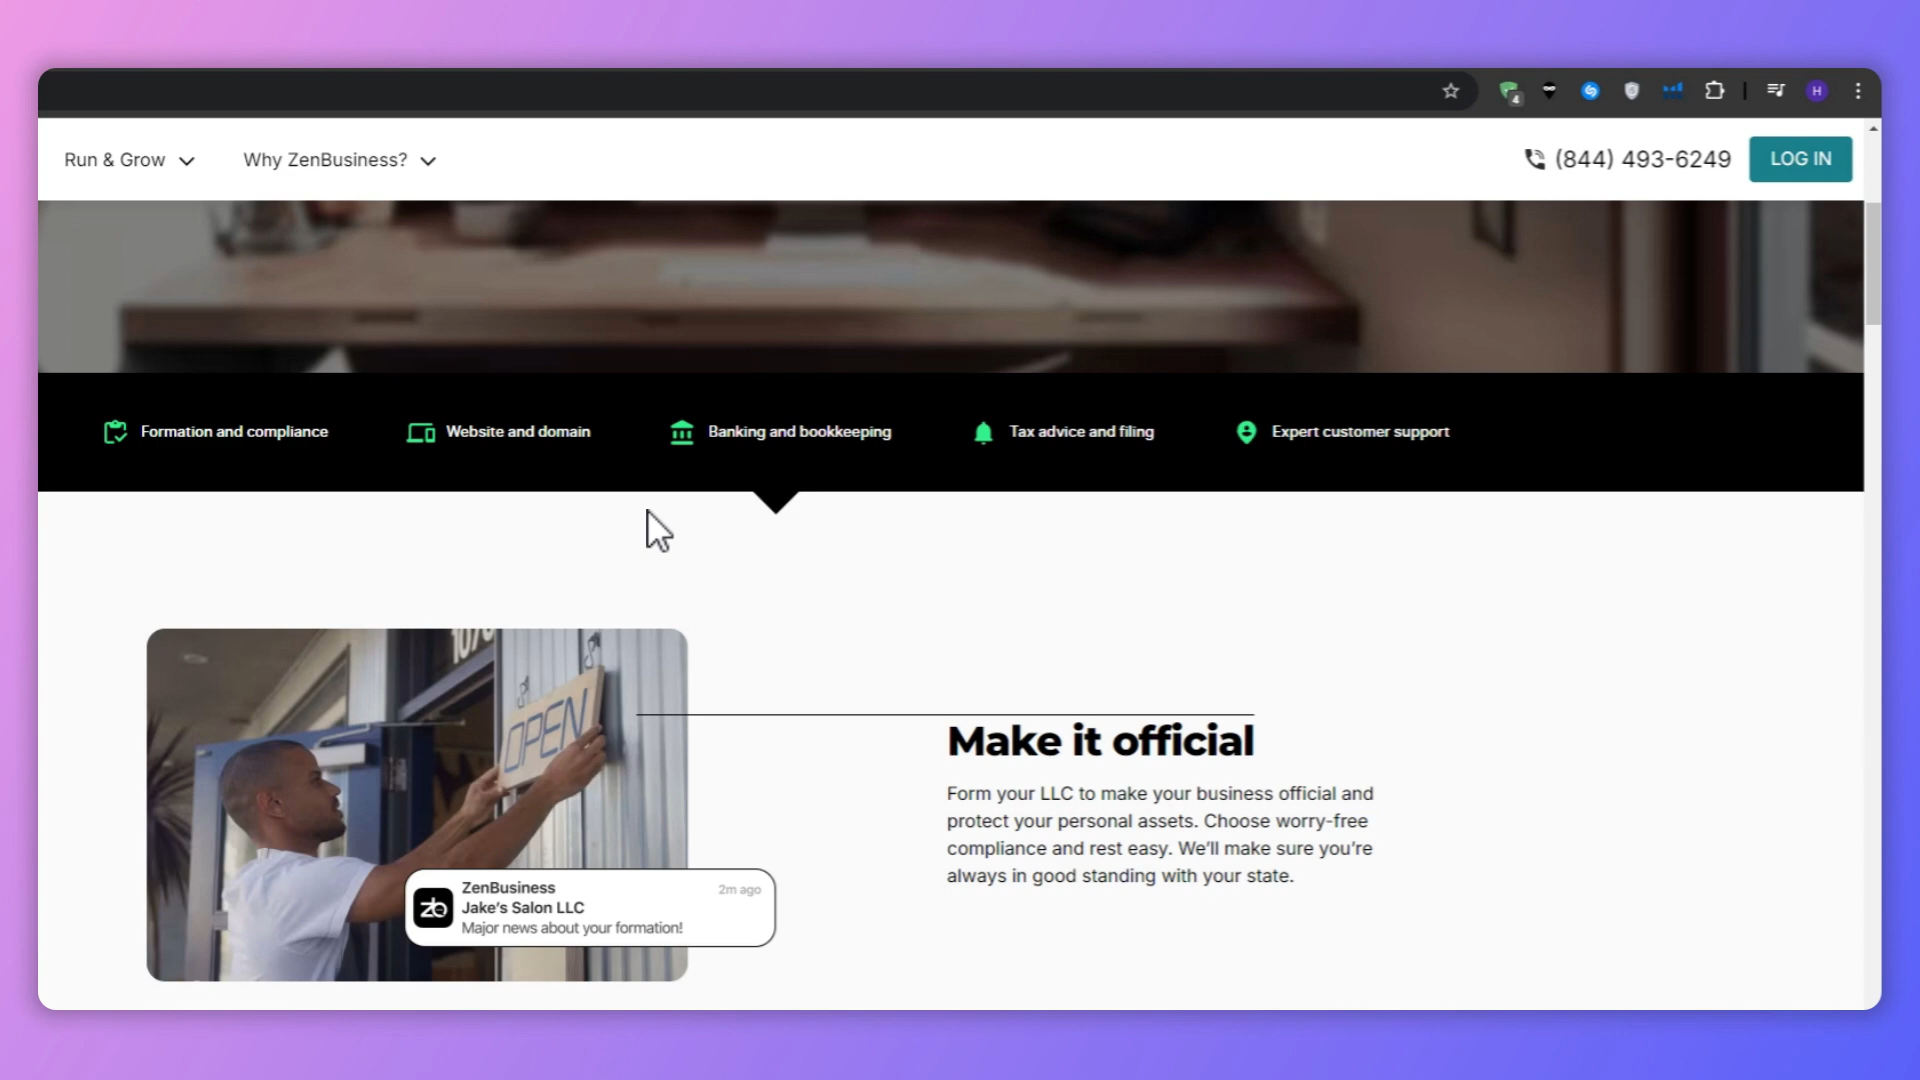 4
H
Run & Grow
Why ZenBusiness?
(844) 493-6249
LOG IN
Formation and compliance
Website and domain
Banking and bookkeeping
Tax advice and filing
Expert customer support
OPEN
Make it official
Form your LLC to make your business official and
protect your personal assets. Choose worry-free
compliance and rest easy. We’ll make sure you’re
always in good standing with your state.
zb
ZenBusiness
2m ago
Jake’s Salon LLC
Major news about your formation!